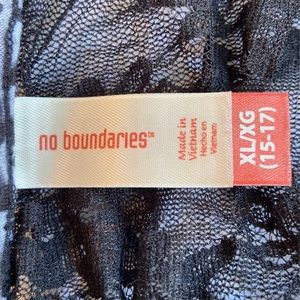 no boundaries™
Made in
Vietnam
Hecho en
Vietnam
XL/XG
(15-17)